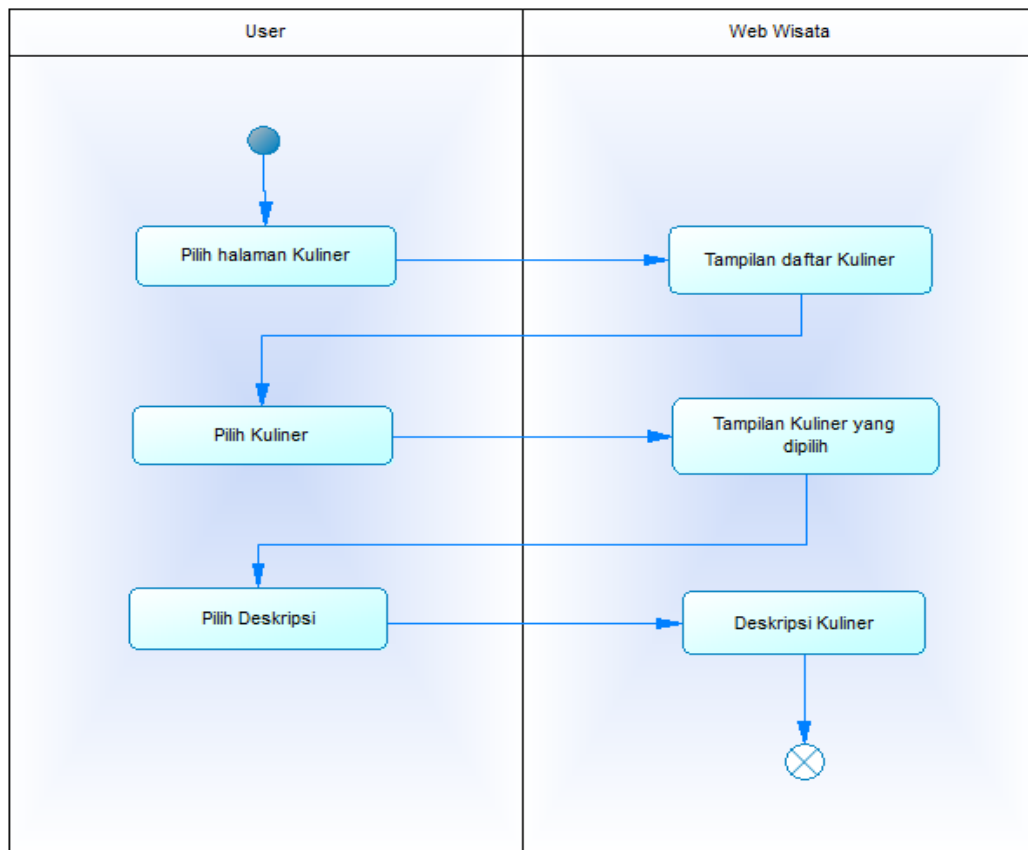 User
Web Wisata
Pilih halaman Kuliner
Tampilan daftar Kuliner
Pilih Kuliner
Tampilan Kuliner yang
dipilih
Pilih Deskripsi
Deskripsi Kuliner